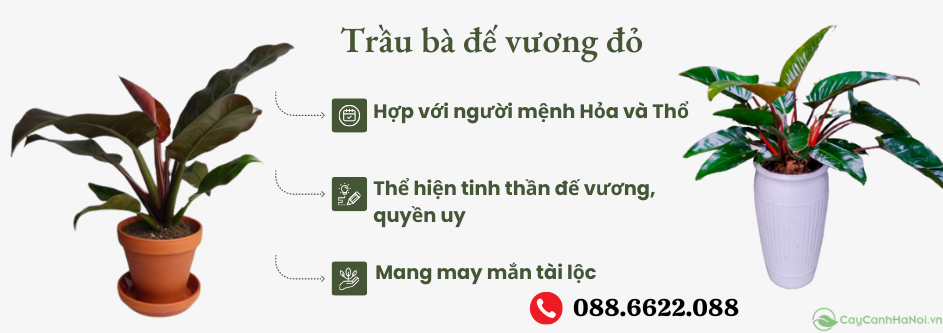 Trầu bà đế vương đỏ
Hợp với người mệnh Hỏa và Thổ
Thể hiện tinh thần đế vương,
quyền uy
Mang may mắn tài lộc
088.6622.088
CayCanhHaNoi.vn